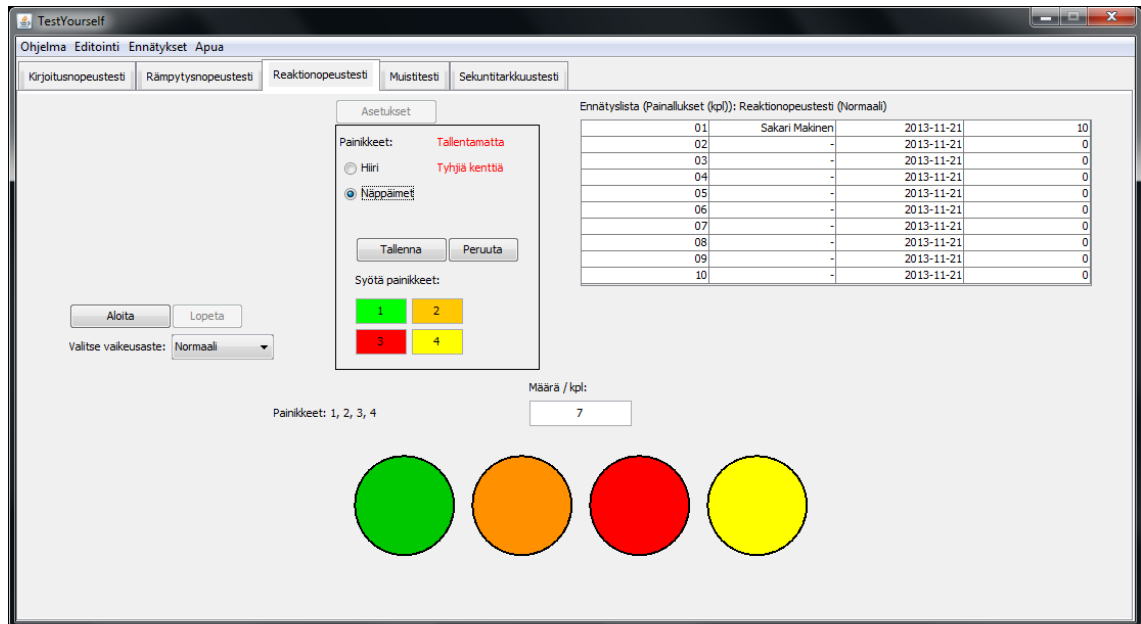 TestYourself
Ohjelma Editointi Ennätykset Apua
Kirjoitusnopeustesti Rämpytysnopeustesti Reaktionopeustesti Muistitesti Sekuntitarkkuustesti
Asetukset
Painikkeet: Tallentamatta
Hiiri Tyhjiä kenttiä
Näppäimet
Tallenna Peruuta
Syötä painikkeet:
1 2
3 4
Ennätyslista (Painallukset (kpl)): Reaktionopeustesti (Normaali)
01 Sakari Makinen 2013-11-21 10
02 - 2013-11-21 0
03 - 2013-11-21 0
04 - 2013-11-21 0
05 - 2013-11-21 0
06 - 2013-11-21 0
07 - 2013-11-21 0
08 - 2013-11-21 0
09 - 2013-11-21 0
10 - 2013-11-21 0
Aloita Lopeta
Valitse vaikeusaste: Normaali
Määrä / kpl:
Painikkeet: 1, 2, 3, 4 7